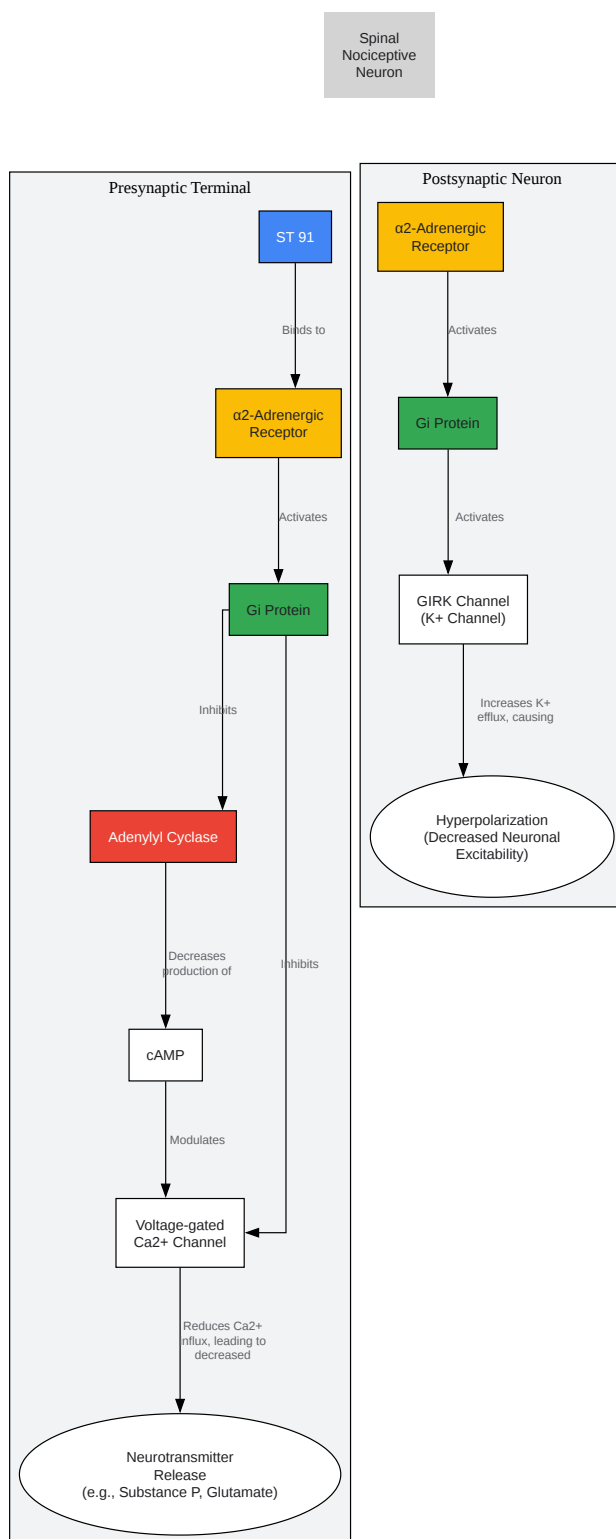 Spinal
Nociceptive
Neuron
Presynaptic Terminal
ST 91
Binds to
α2-Adrenergic
Receptor
Activates
Gi Protein
Inhibits
Adenylyl Cyclase
Decreases
production of
Inhibits
cAMP
Modulates
Voltage-gated
Ca2+ Channel
Reduces Ca2+
influx, leading to
decreased
Neurotransmitter
Release
(e.g., Substance P, Glutamate)
Postsynaptic Neuron
α2-Adrenergic
Receptor
Activates
Gi Protein
Activates
GIRK Channel
(K+ Channel)
Increases K+
efflux, causing
Hyperpolarization
(Decreased Neuronal
Excitability)